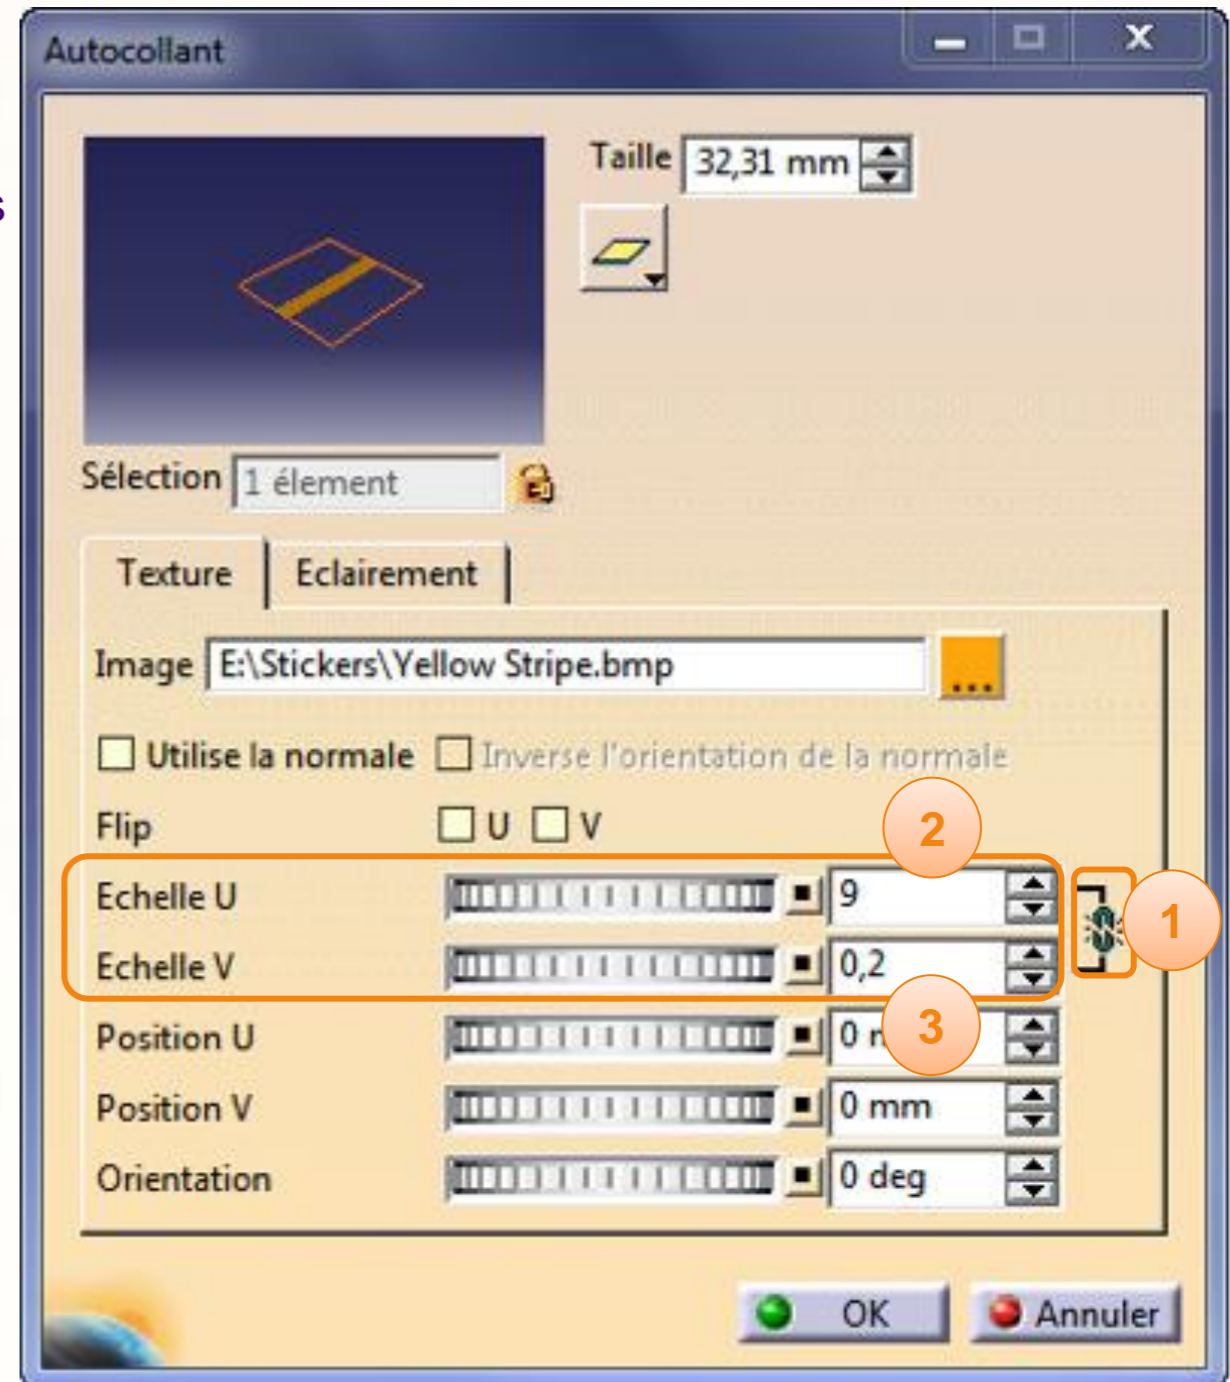 Autocollant
s
Taille 32,31 mm
Sélection 1 élement
Texture Eclairement
Image E:\Stickers\Yellow Stripe.bmp
...
Utilise la normale Inverse l'orientation de la normale
Flip U V
2
Echelle U 9
1
Echelle V 0,2
3
Position U 0
Position V 0 mm
Orientation 0 deg
OK Annuler